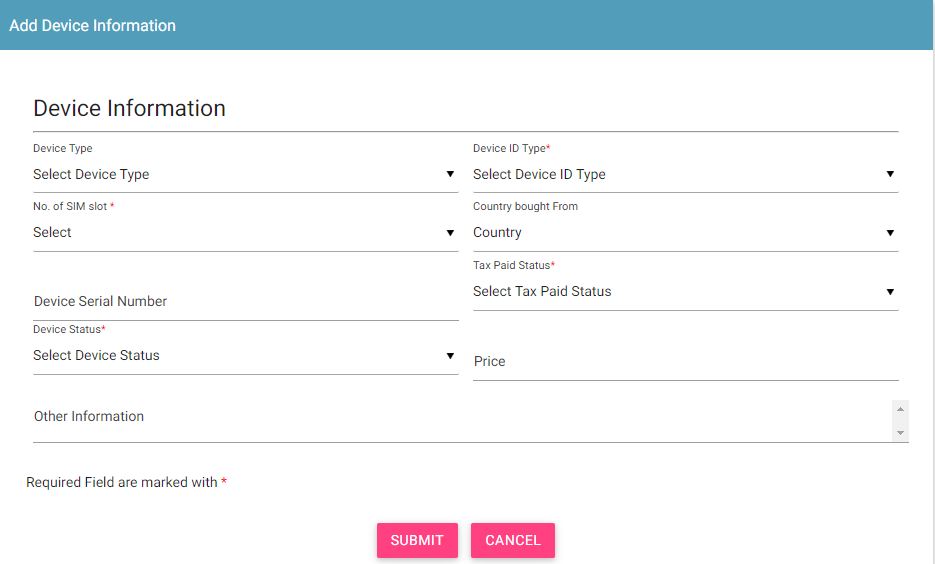 Add Device Information
Device Information
Device Type
Device ID Type*
Select Device Type
Select Device ID Type
No. of SIM slot *
Country bought From
Select
Country
Tax Paid Status*
Device Serial Number
Select Tax Paid Status
Device Status*
Select Device Status
Price
Other Information
Required Field are marked with *
SUBMIT
CANCEL